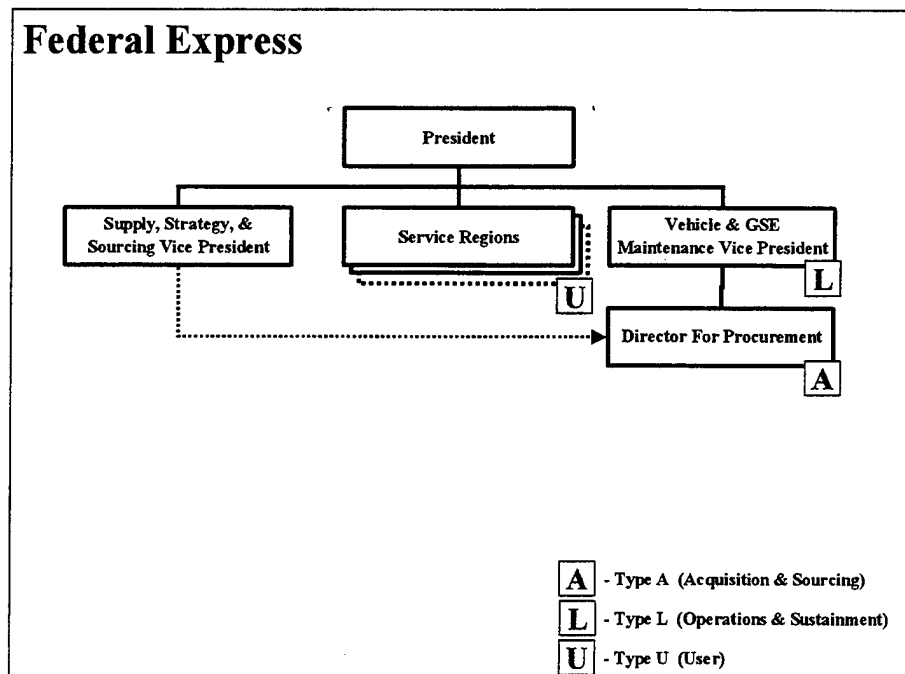 Federal Express
President
Supply, Strategy, &
Sourcing Vice President
Service Regions
U
Vehicle & GSE
Maintenance Vice President
L
Director For Procurement
A
A - Type A (Acquisition & Sourcing)
L - Type L (Operations & Sustainment)
U - Type U (User)